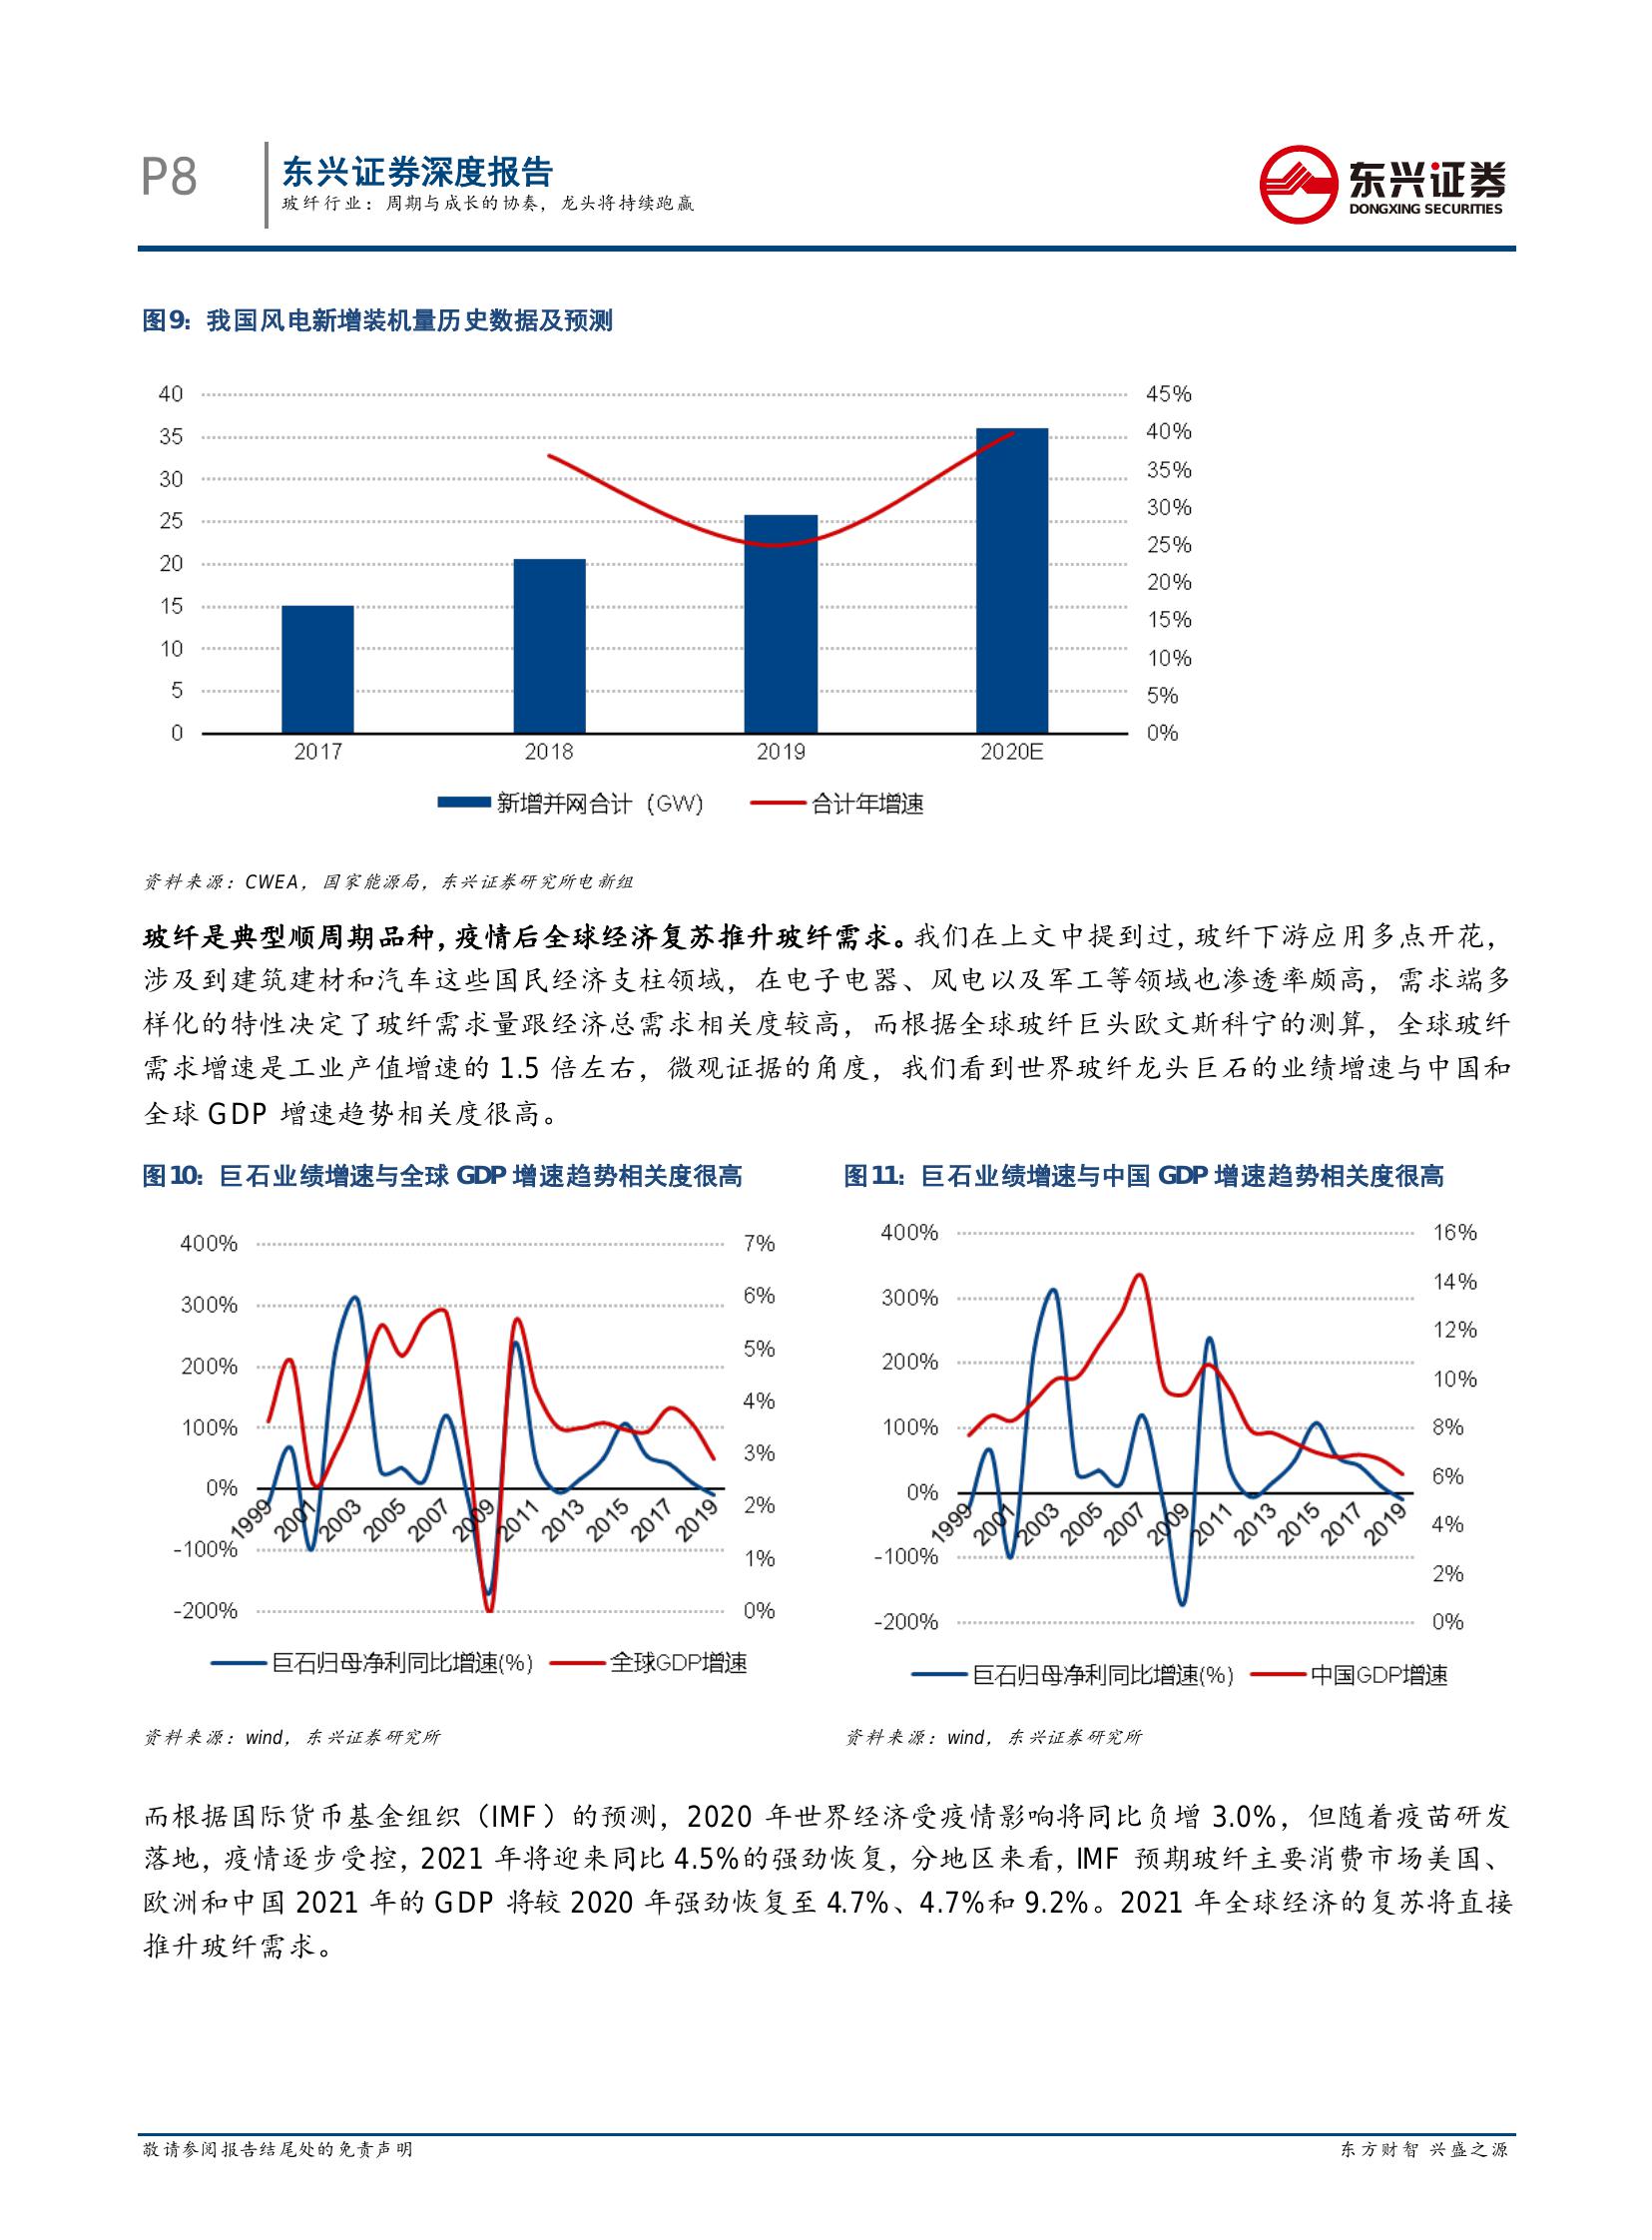 P8
东兴证券深度报告
玻纤行业：周期与成长的协奏，龙头将持续跑赢
东兴证券
DONGXING SECURITIES
图9：我国风电新增装机量历史数据及预测
40
35
30
25
20
15
10
5
0
45%
40%
35%
30%
25%
20%
15%
10%
5%
0%
2017 2018 2019 2020E
新增并网合计（GW） 合计年增速
资料来源：CWEA，国家能源局，东兴证券研究所电新组
玻纤是典型顺周期品种，疫情后全球经济复苏推升玻纤需求。我们在上文中提到过，玻纤下游应用多点开花，
涉及到建筑建材和汽车这些国民经济支柱领域，在电子电器、风电以及军工等领域也渗透率颇高，需求端多
样化的特性决定了玻纤需求量跟经济总需求相关度较高，而根据全球玻纤巨头欧文斯科宁的测算，全球玻纤
需求增速是工业产值增速的 1.5 倍左右，微观证据的角度，我们看到世界玻纤龙头巨石的业绩增速与中国和
全球 GDP 增速趋势相关度很高。
图10：巨石业绩增速与全球 GDP 增速趋势相关度很高
400%
300%
200%
100%
0%
-100%
-200%
7%
6%
5%
4%
3%
2%
1%
0%
1999 2001 2003 2005 2007 2009 2011 2013 2015 2017 2019
巨石归母净利同比增速(%) 全球GDP增速
资料来源：wind，东兴证券研究所
图11：巨石业绩增速与中国 GDP 增速趋势相关度很高
400%
300%
200%
100%
0%
-100%
-200%
16%
14%
12%
10%
8%
6%
4%
2%
0%
1999 2001 2003 2005 2007 2009 2011 2013 2015 2017 2019
巨石归母净利同比增速(%) 中国GDP增速
资料来源：wind，东兴证券研究所
而根据国际货币基金组织（IMF）的预测，2020 年世界经济受疫情影响将同比负增 3.0%，但随着疫苗研发
落地，疫情逐步受控，2021 年将迎来同比 4.5%的强劲恢复，分地区来看，IMF 预期玻纤主要消费市场美国、
欧洲和中国 2021 年的 GDP 将较 2020 年强劲恢复至 4.7%、4.7%和 9.2%。2021 年全球经济的复苏将直接
推升玻纤需求。
敬请参阅报告结尾处的免责声明
东方财智 兴盛之源